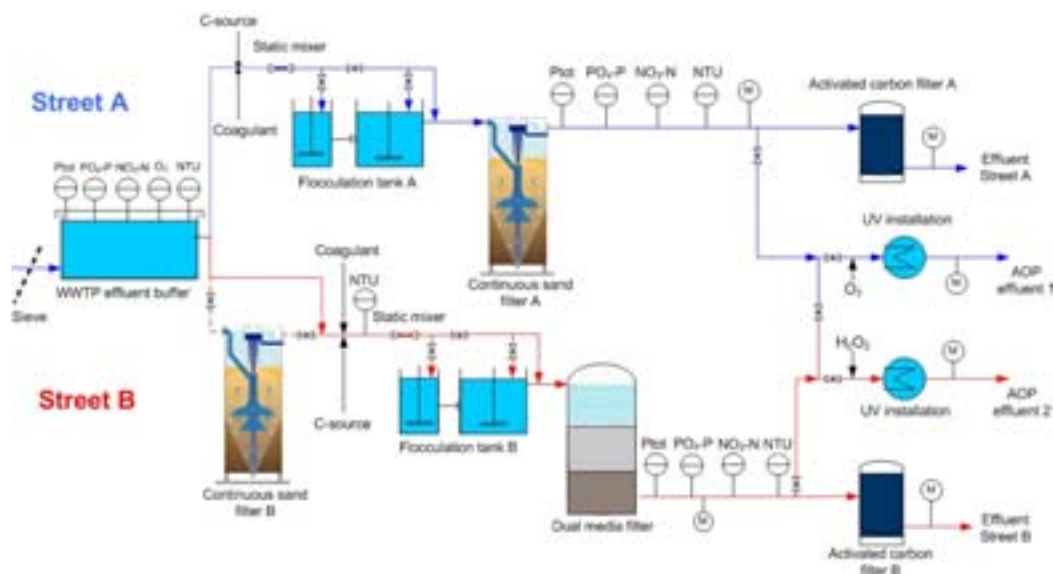 C-source
Static mixer
Street A
Coagulant
Ptot PO₄-P NO₃-N O₂ NTU
Flocculation tank A
Ptot PO₄-P NO₃-N NTU M
Activated carbon filter A
M
Effluent
Street A
UV installation
WWTP effluent buffer
Sieve
Continuous sand
filter A
O₃
M
AOP
effluent 1
Coagulant
NTU
Static mixer
H₂O₂
M
UV installation
AOP
effluent 2
Street B
C-source
Flocculation tank B
Continuous sand
filter B
Dual media filter
Ptot PO₄-P NO₃-N NTU
M
M
Effluent
Street B
Activated carbon
filter B